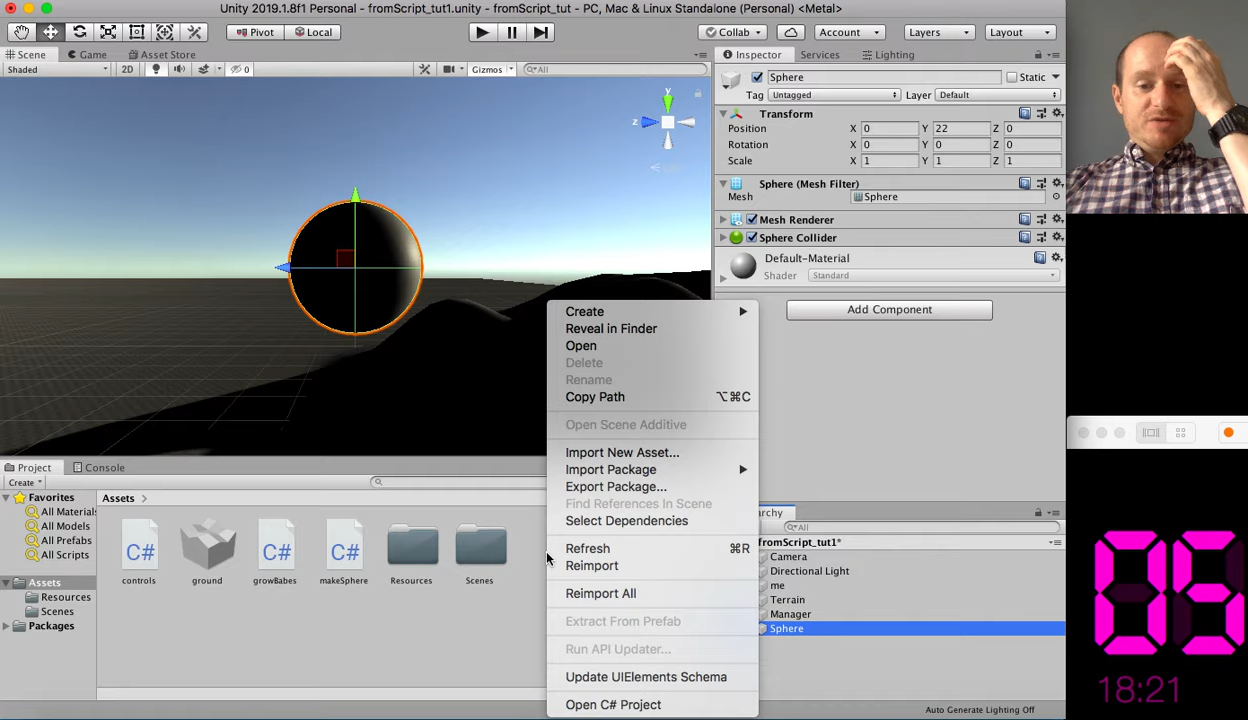 Unity 2019.1.8f1 Personal - fromScript_tut1.unity - fromScript_tut - PC, Mac & Linux Standalone (Personal) <Metal>
Pivot Local Collab Account Layers Layout
Scene Game Asset Store Inspector Services Lighting
Shaded 2D 0 Gizmos All
Sphere Static
Tag Untagged Layer Default
Transform
Position X 0 Y 22 Z 0
Rotation X 0 Y 0 Z 0
Scale X 1 Y 1 Z 1
Sphere (Mesh Filter)
Mesh Sphere
Mesh Renderer
Sphere Collider
Default-Material
Shader Standard
Add Component
y
z
Create
Reveal in Finder
Open
Delete
Rename
Copy Path ⌥⌘C
Open Scene Additive
Import New Asset...
Import Package
Export Package...
Find References In Scene
Select Dependencies
Refresh ⌘R
Reimport
Reimport All
Extract From Prefab
Run API Updater...
Update UIElements Schema
Open C# Project
Project Console
Create
Favorites
All Materials
All Models
All Prefabs
All Scripts
Assets
Resources
Scenes
Packages
Assets
C# C# C#
controls ground growBabes makeSphere Resources Scenes
archy
All
fromScript_tut1*
Camera
Directional Light
me
Terrain
Manager
Sphere
Auto Generate Lighting Off
05
18:21